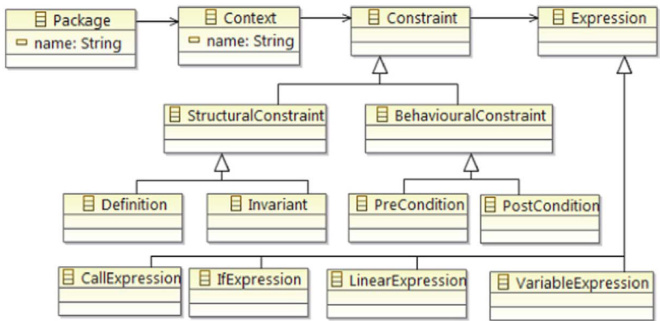 Package
name: String
Context
name: String
Constraint
Expression
StructuralConstraint
BehaviouralConstraint
Definition
Invariant
PreCondition
PostCondition
CallExpression
IfExpression
LinearExpression
VariableExpression